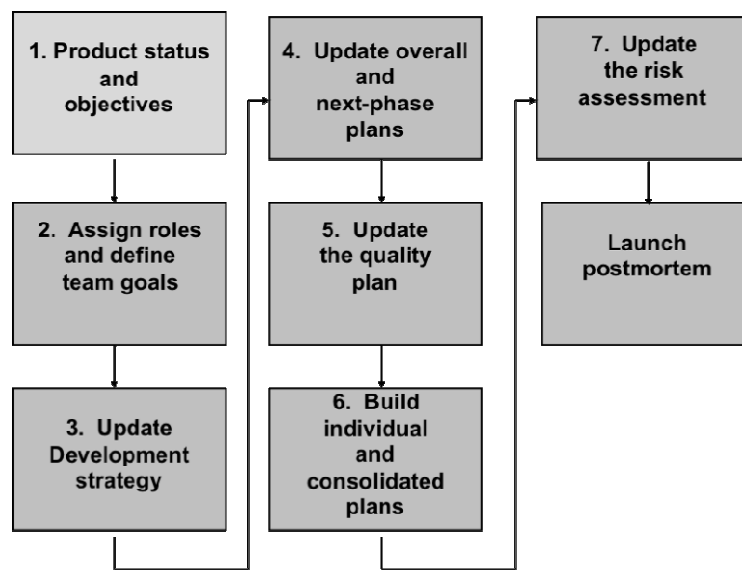 1. Product status
and
objectives
2. Assign roles
and define
team goals
3. Update
Development
strategy
4. Update overall
and
next-phase
plans
5. Update
the quality
plan
6. Build
individual
and
consolidated
plans
7. Update
the risk
assessment
Launch
postmortem